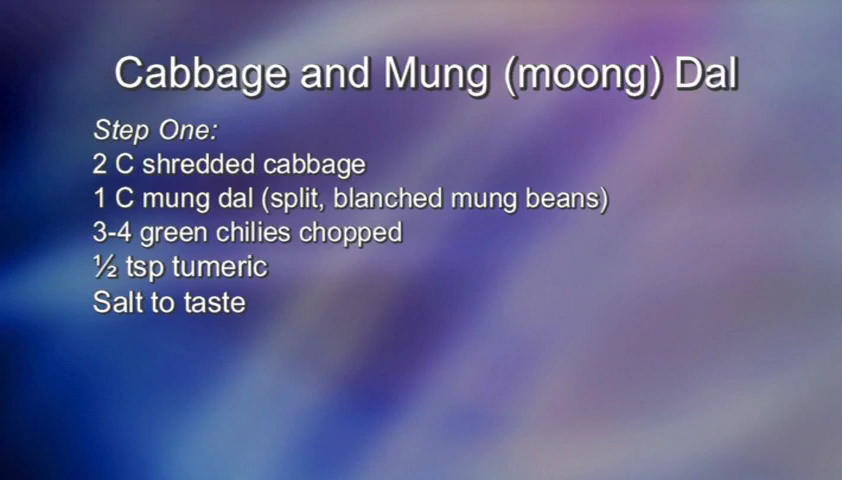 Cabbage and Mung (moong) Dal
Step One:
2 C shredded cabbage
1 C mung dal (split, blanched mung beans)
3-4 green chilies chopped
½ tsp tumeric
Salt to taste